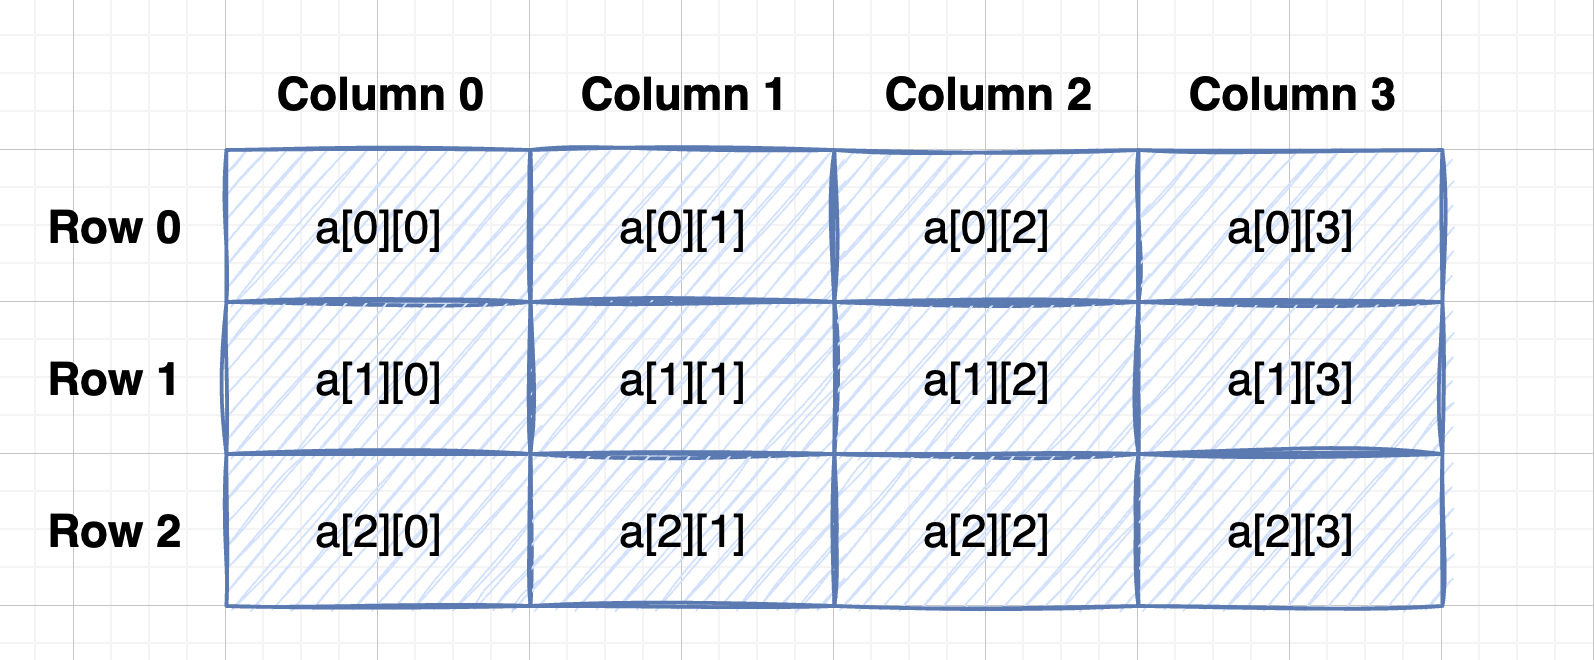 Column 0 Column 1 Column 2 Column 3
Row 0 a[0][0] a[0][1] a[0][2] a[0][3]
Row 1 a[1][0] a[1][1] a[1][2] a[1][3]
Row 2 a[2][0] a[2][1] a[2][2] a[2][3]